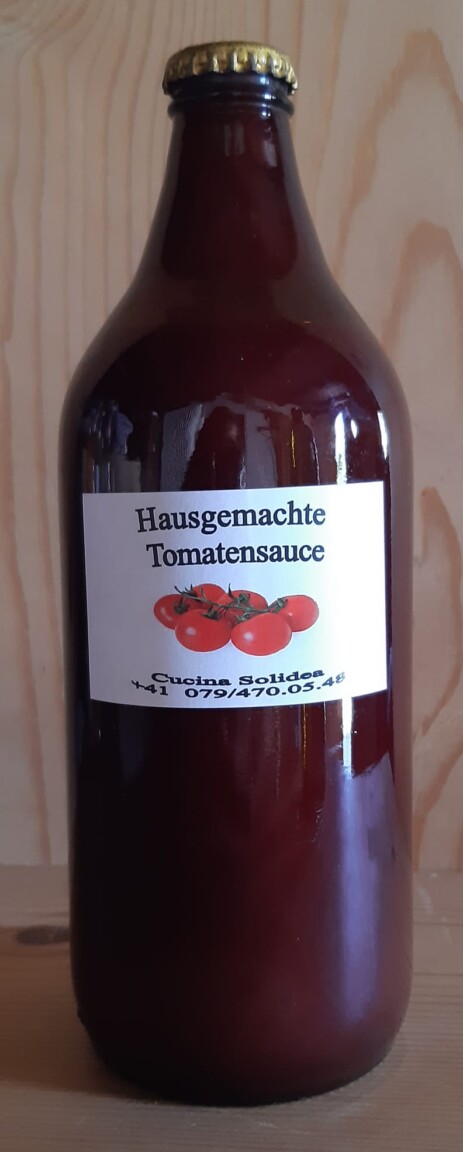 Hausgemachte
Tomatensauce
Cucina Solidea
+41 079/470.05.48